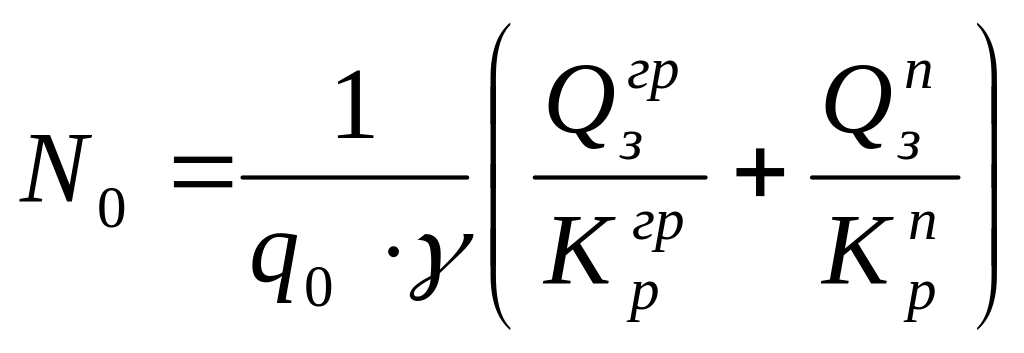 N₀ = 1 / (q₀ · γ) (Q_з^гр / K_р^гр + Q_з^п / K_р^п)